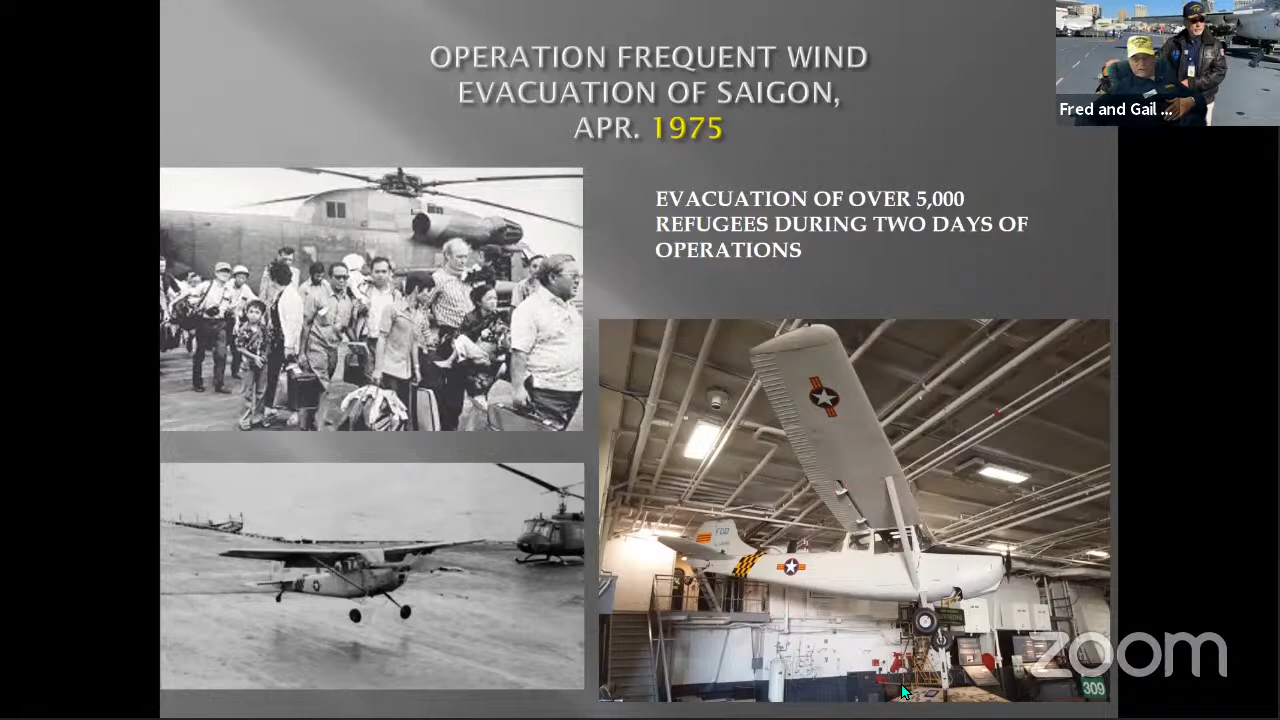 OPERATION FREQUENT WIND
EVACUATION OF SAIGON,
APR. 1975
Fred and Gail ...
EVACUATION OF OVER 5,000
REFUGEES DURING TWO DAYS OF
OPERATIONS
zoom
309